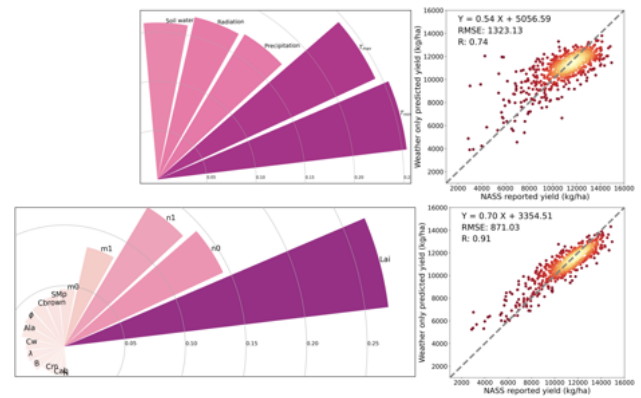 Soil water
Radiation
Precipitation
T max
0.05
0.10
0.15
0.20
Y = 0.54 X + 5056.59
RMSE: 1323.13
R: 0.74
Weather only predicted yield (kg/ha)
16000
14000
12000
10000
8000
6000
4000
2000
2000 4000 6000 8000 10000 12000 14000 16000
NASS reported yield (kg/ha)
n1
n0
m1
m0
SMp
Cbrown
ϕ
Ala
Cw
λ
Cm
Cab
Lai
0.05
0.10
0.15
0.20
0.25
Y = 0.70 X + 3354.51
RMSE: 871.03
R: 0.91
Weather only predicted yield (kg/ha)
16000
14000
12000
10000
8000
6000
4000
2000
2000 4000 6000 8000 10000 12000 14000 16000
NASS reported yield (kg/ha)